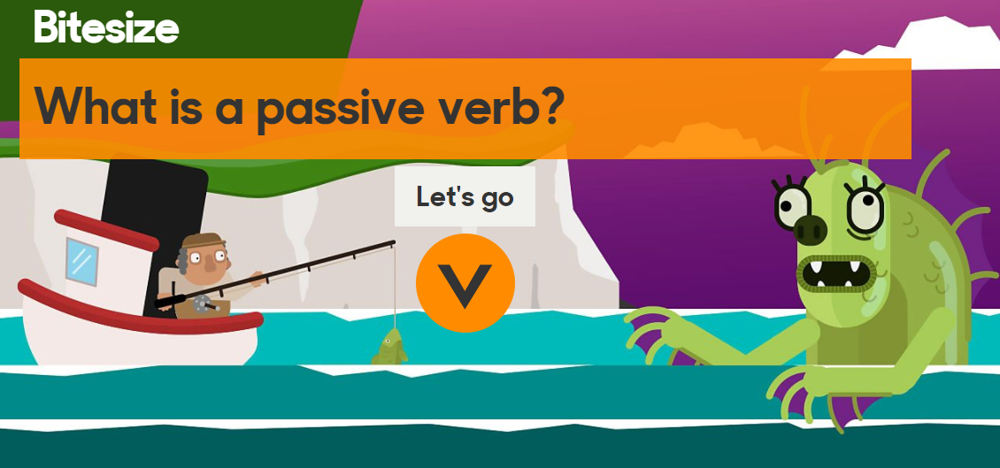 Bitesize
What is a passive verb?
Let's go